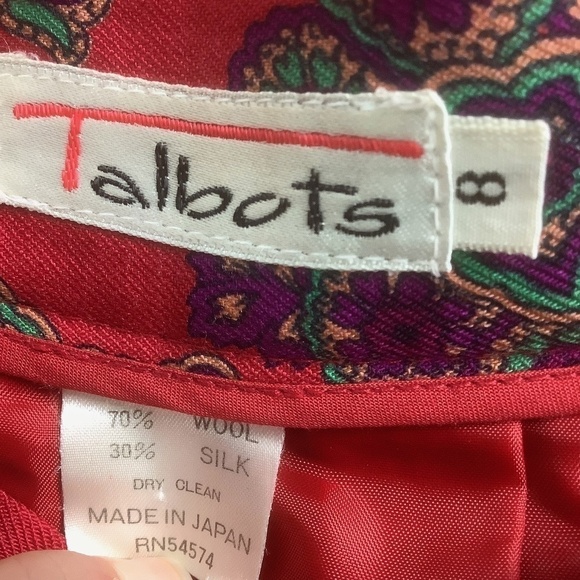 Talbots
8
70% WOOL
30% SILK
DRY CLEAN
MADE IN JAPAN
RN54574